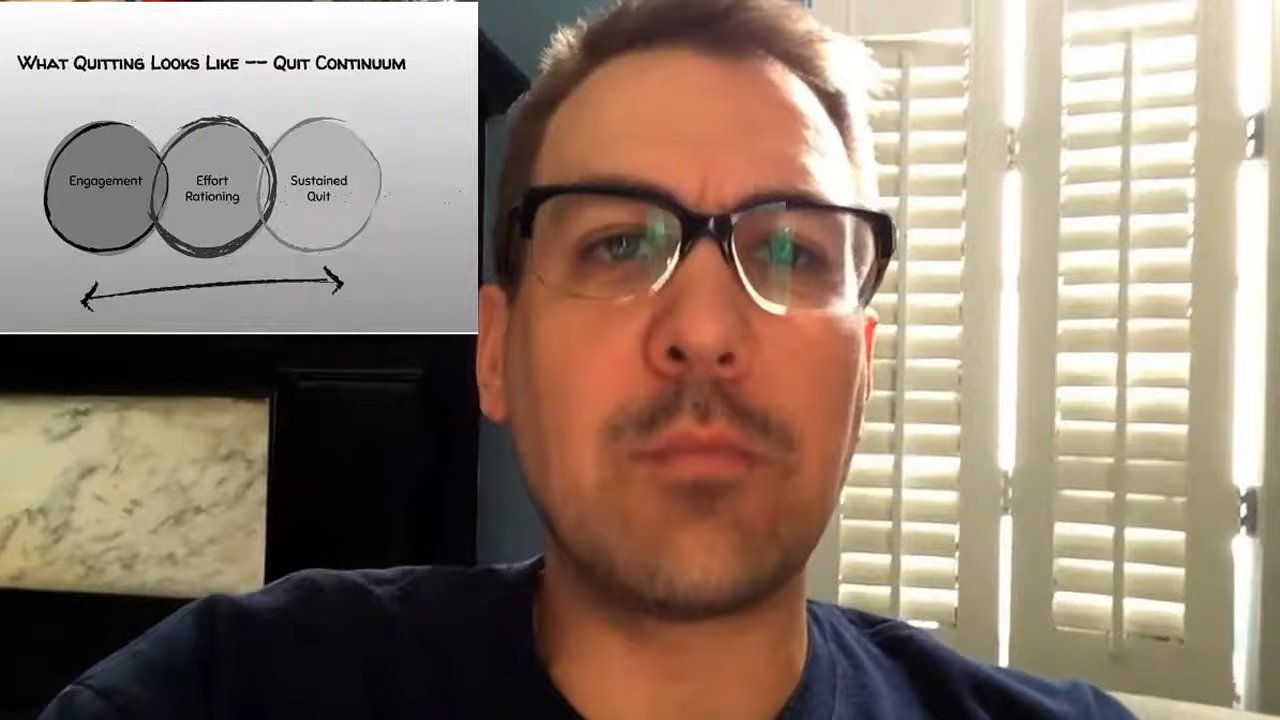 WHAT QUITTING LOOKS LIKE -- QUIT CONTINUUM
Engagement
Effort
Rationing
Sustained
Quit